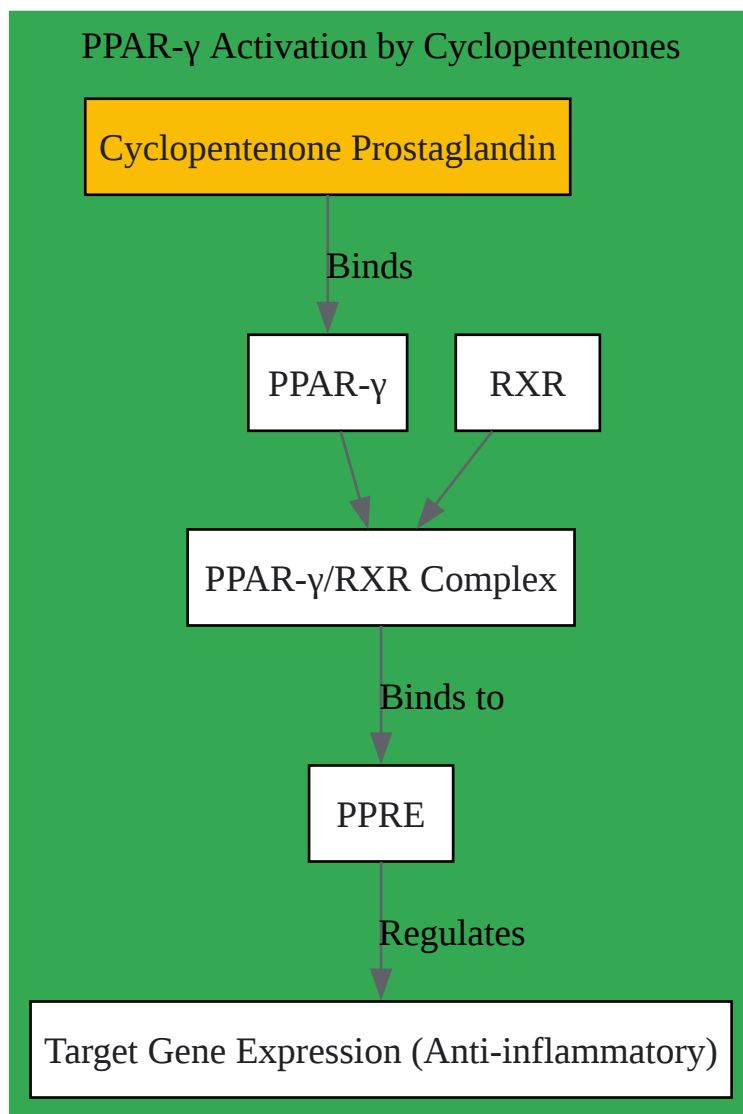 PPAR-γ Activation by Cyclopentenones
Cyclopentenone Prostaglandin
Binds
PPAR-γ
RXR
PPAR-γ/RXR Complex
Binds to
PPRE
Regulates
Target Gene Expression (Anti-inflammatory)